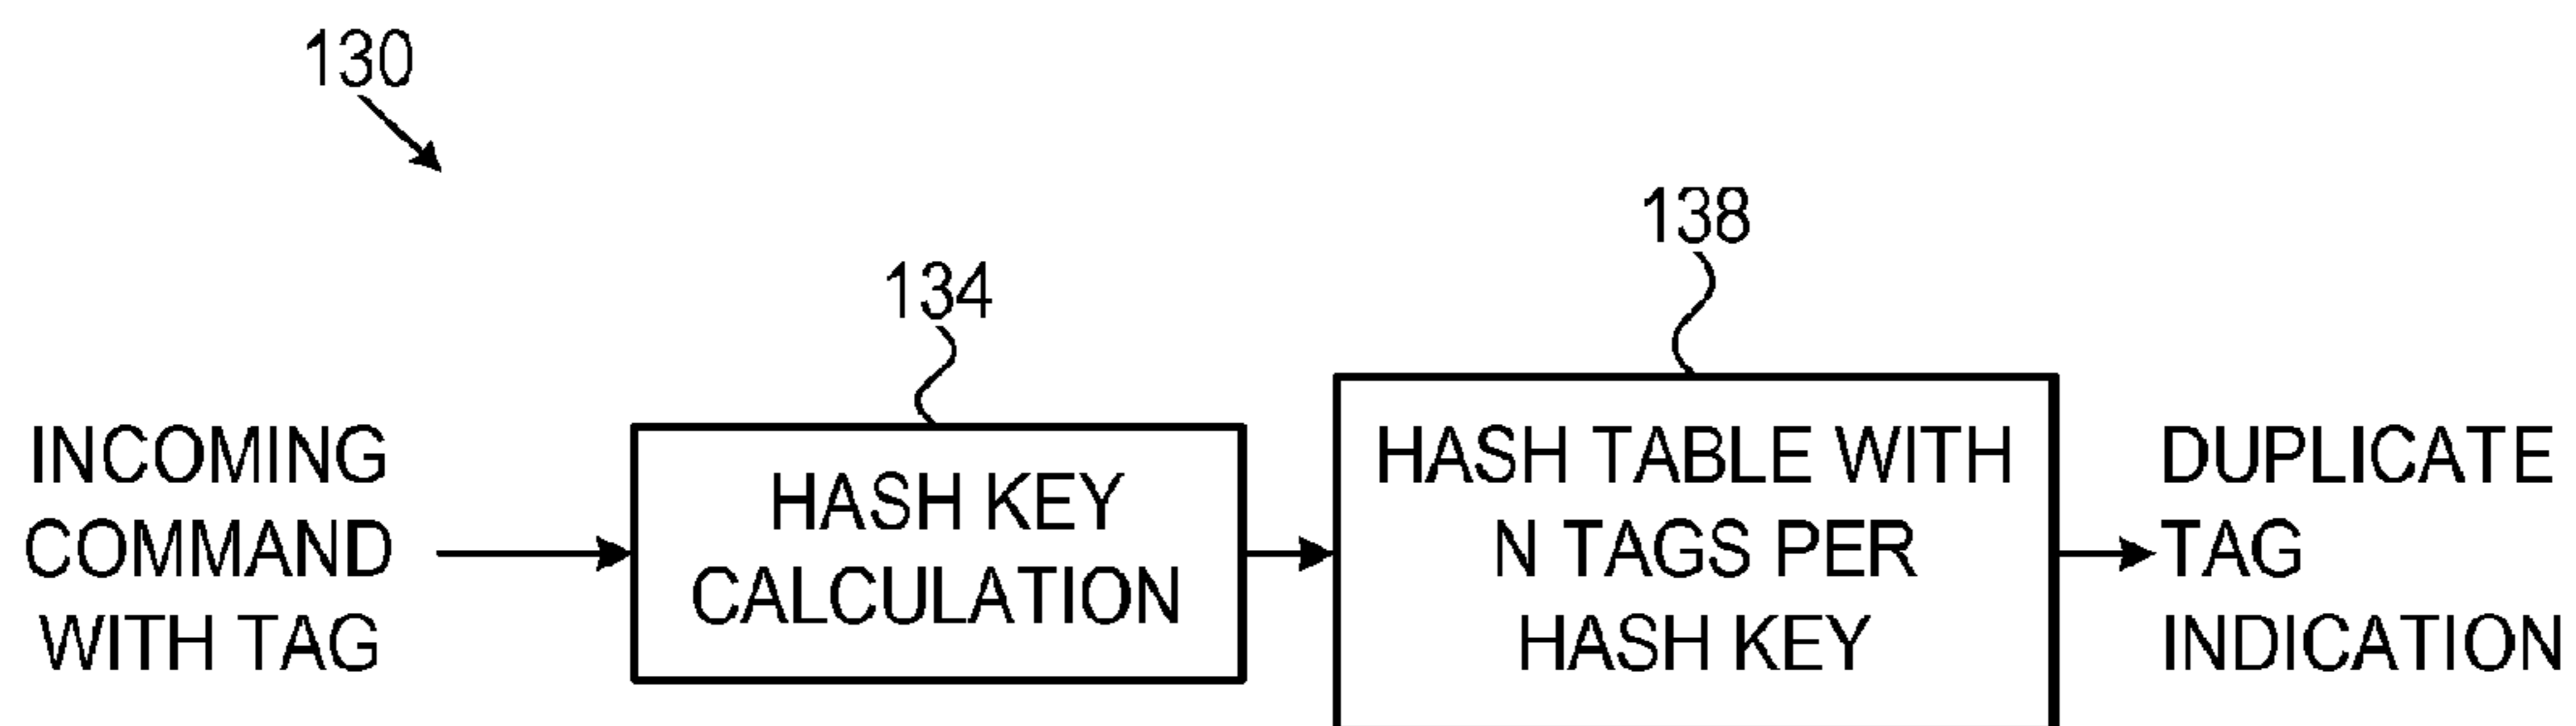 130
138
134
INCOMING
COMMAND
WITH TAG
HASH KEY
CALCULATION
HASH TABLE WITH
N TAGS PER
HASH KEY
DUPLICATE
TAG
INDICATION